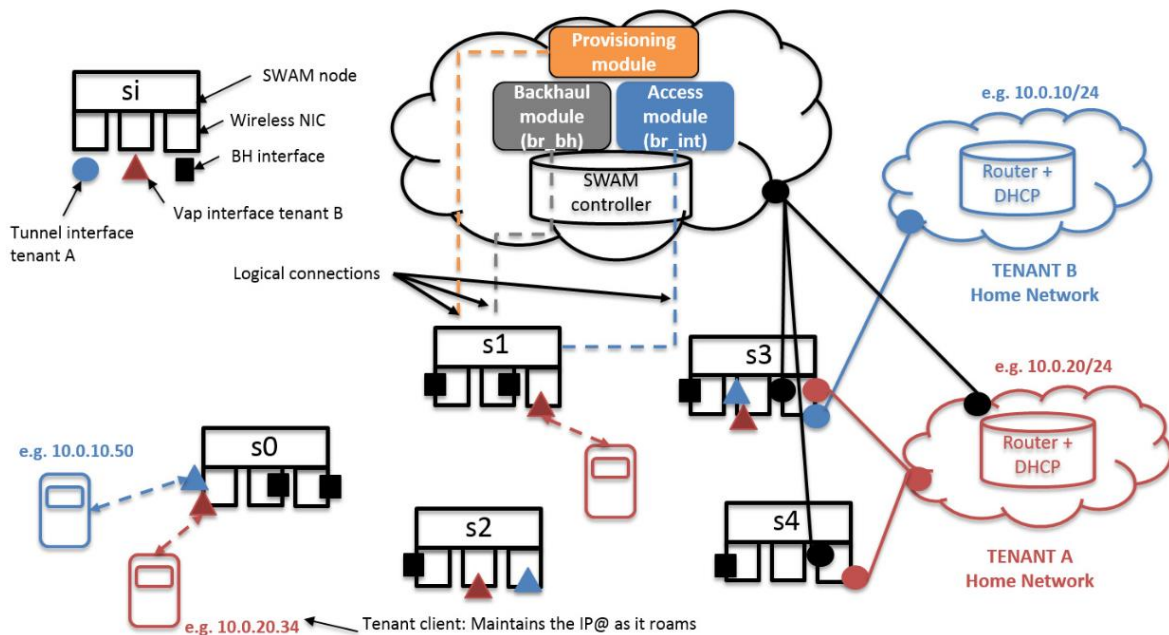 Provisioning
module
Backhaul
module
(br_bh)
Access
module
(br_int)
SWAM
controller
si
SWAM node
Wireless NIC
BH interface
Vap interface tenant B
Tunnel interface
tenant A
Logical connections
e.g. 10.0.10/24
Router +
DHCP
TENANT B
Home Network
s1
s3
e.g. 10.0.20/24
Router +
DHCP
TENANT A
Home Network
e.g. 10.0.10.50
s0
s2
s4
e.g. 10.0.20.34
Tenant client: Maintains the IP@ as it roams